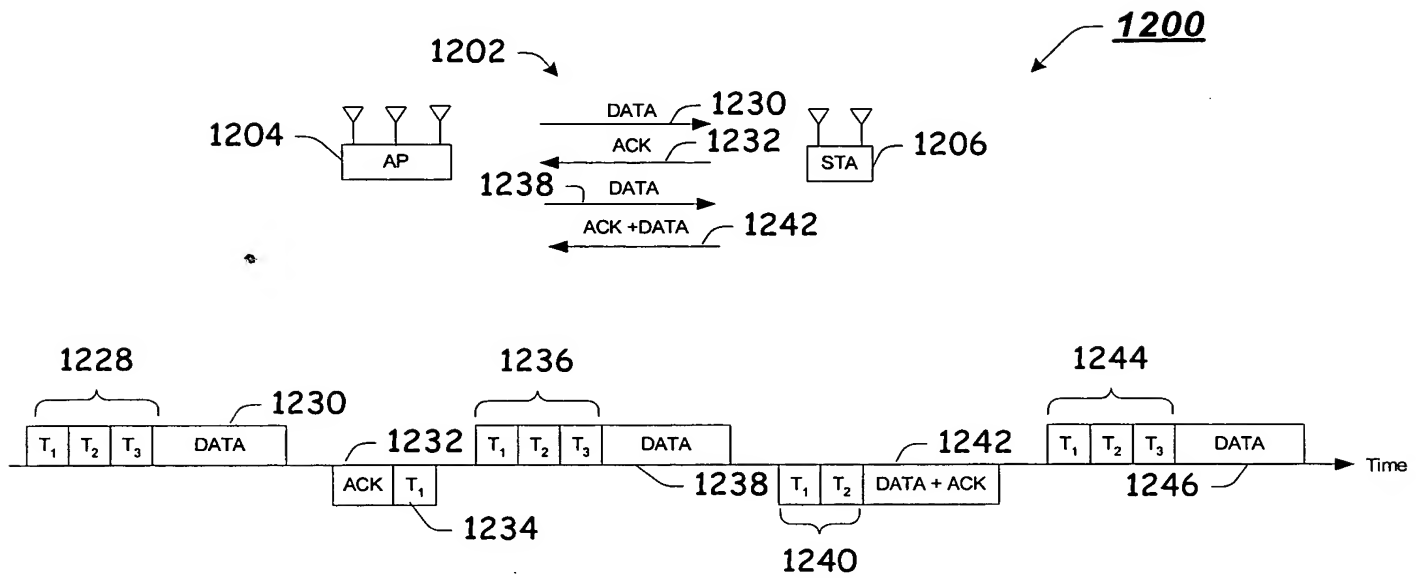 1200
1202
DATA 1230
1204 AP ACK 1232 STA 1206
1238 DATA
ACK +DATA 1242
1228 1236 1244
1230 1232 1242
T1 T2 T3 DATA T1 T2 T3 DATA T1 T2 T3 DATA
Time
ACK T1 1238 T1 T2 DATA + ACK 1246
1234
1240